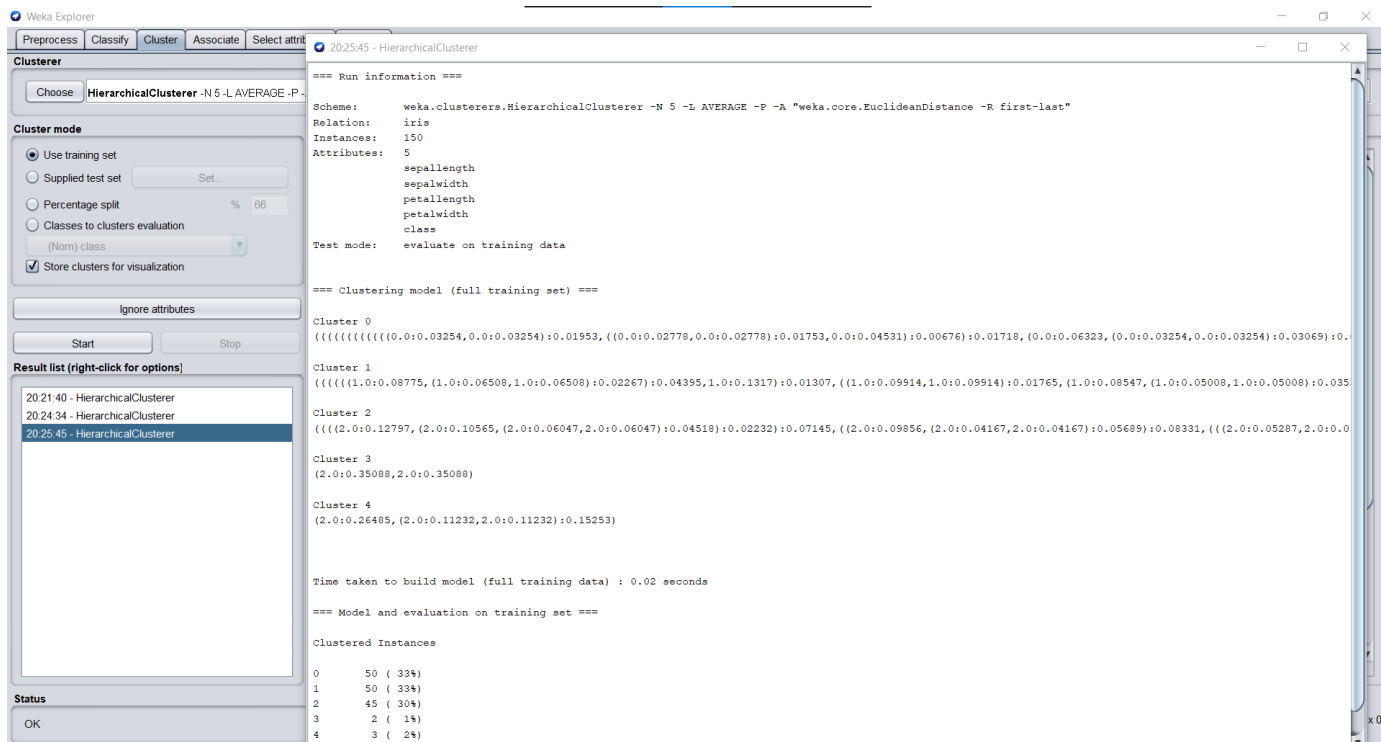 Weka Explorer
Preprocess Classify Cluster Associate Select attrib
Clusterer
Choose HierarchicalClusterer -N 5 -L AVERAGE -P -
Cluster mode
Use training set
Supplied test set Set...
Percentage split % 66
Classes to clusters evaluation
(Nom) class
Store clusters for visualization
Ignore attributes
Start Stop
Result list (right-click for options)
20:21:40 - HierarchicalClusterer
20:24:34 - HierarchicalClusterer
20:25:45 - HierarchicalClusterer
Status
OK
20:25:45 - HierarchicalClusterer
=== Run information ===
Scheme: weka.clusterers.HierarchicalClusterer -N 5 -L AVERAGE -P -A "weka.core.EuclideanDistance -R first-last"
Relation: iris
Instances: 150
Attributes: 5
sepallength
sepalwidth
petallength
petalwidth
class
Test mode: evaluate on training data
=== Clustering model (full training set) ===
Cluster 0
((((((((((((0.0:0.03254,0.0:0.03254):0.01953,((0.0:0.02778,0.0:0.02778):0.01753,0.0:0.04531):0.00676):0.01718,(0.0:0.06323,(0.0:0.03254,0.0:0.03254):0.03069):0.
Cluster 1
((((((1.0:0.08775,(1.0:0.06508,1.0:0.06508):0.02267):0.04395,1.0:0.1317):0.01307,((1.0:0.09914,1.0:0.09914):0.01765,(1.0:0.08547,(1.0:0.05008,1.0:0.05008):0.035
Cluster 2
((((2.0:0.12797,(2.0:0.10565,(2.0:0.06047,2.0:0.06047):0.04518):0.02232):0.07145,((2.0:0.09856,(2.0:0.04167,2.0:0.04167):0.05689):0.08331,(((2.0:0.05287,2.0:0.0
Cluster 3
(2.0:0.35088,2.0:0.35088)
Cluster 4
(2.0:0.26485,(2.0:0.11232,2.0:0.11232):0.15253)
Time taken to build model (full training data) : 0.02 seconds
=== Model and evaluation on training set ===
Clustered Instances
0 50 ( 33%)
1 50 ( 33%)
2 45 ( 30%)
3 2 ( 1%)
4 3 ( 2%)
x 0